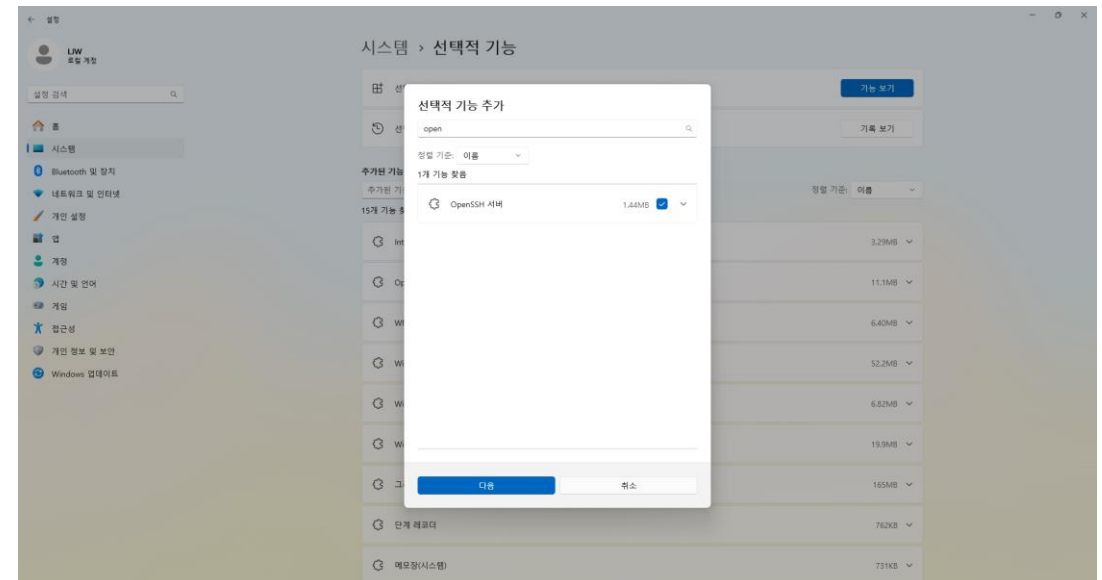 설정
LJW
로컬 계정
설정 검색
홈
시스템
Bluetooth 및 장치
네트워크 및 인터넷
개인 설정
앱
계정
시간 및 언어
게임
접근성
개인 정보 및 보안
Windows 업데이트
시스템 > 선택적 기능
기능 보기
기록 보기
추가된 기능
정렬 기준: 이름
15개 기능
Int
3.29MB
Op
11.1MB
6.40MB
Wi
52.2MB
6.82MB
19.9MB
165MB
단계 레코더
762KB
메모장(시스템)
731KB
선택적 기능 추가
open
정렬 기준: 이름
1개 기능 찾음
OpenSSH 서버
1.44MB
다음
취소